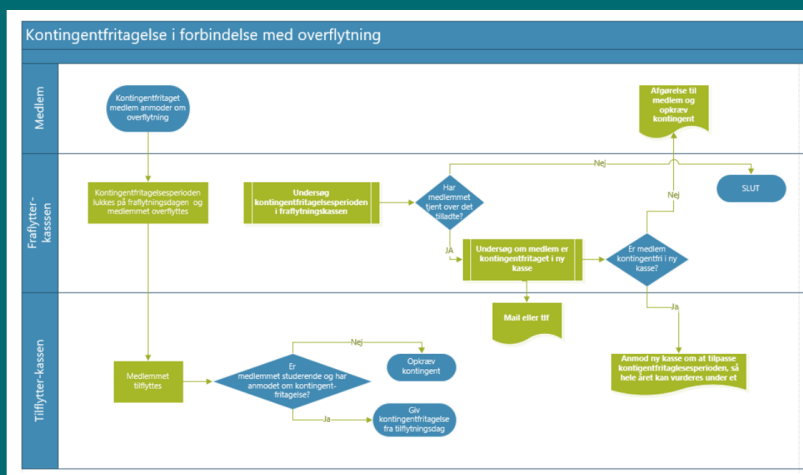 Kontingentfritagelse i forbindelse med overflytning
Medlem
Kontingentfritaget
medlem anmoder om
overflytning
Afgørelse til
medlem og
opkræv
kontingent
Fraflytter-
kasssen
Kontingentfritagelsesperioden
lukkes på fraflytningsdagen og
medlemmet overflyttes
Undersøg
kontingentfritagelsesperioden
i fraflytningskassen
Har
medlemmet
tjent over det
tilladte?
Nej
SLUT
JA
Undersøg om medlem er
kontingentfritaget i ny
kasse
Er medlem
kontingentfri i ny
kasse?
Nej
Ja
Tilflytter-kassen
Mail eller tlf
Anmod ny kasse om at tilpasse
kontigentfritaglesesperioden, så
hele året kan vurderes under et
Medlemmet
tilflyttes
Er
medlemmet studerende og har
anmodet om kontingent-
fritagelse?
Nej
Opkræv
kontingent
Ja
Giv
kontingentfritagelse
fra tilflytningsdag